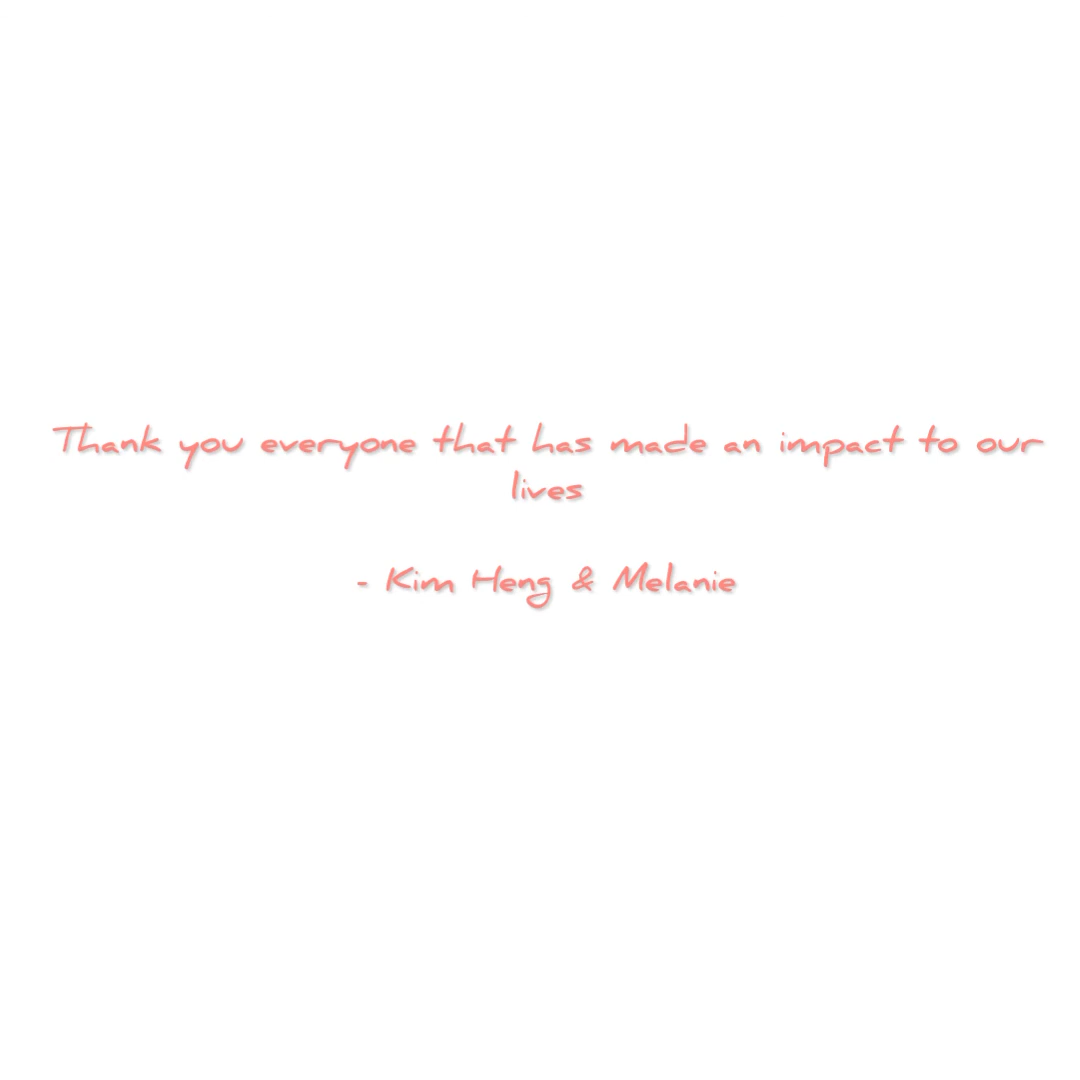 Thank you everyone that has made an impact to our
lives
- Kim Heng & Melanie